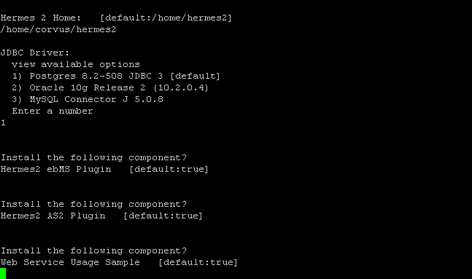 Hermes 2 Home:   [default:/home/hermes2]
/home/corvus/hermes2
JDBC Driver:
  view available options
  1) Postgres 8.2-508 JDBC 3 [default]
  2) Oracle 10g Release 2 (10.2.0.4)
  3) MySQL Connector J 5.0.8
  Enter a number
1
Install the following component?
Hermes2 ebMS Plugin   [default:true]
Install the following component?
Hermes2 AS2 Plugin   [default:true]
Install the following component?
Web Service Usage Sample   [default:true]